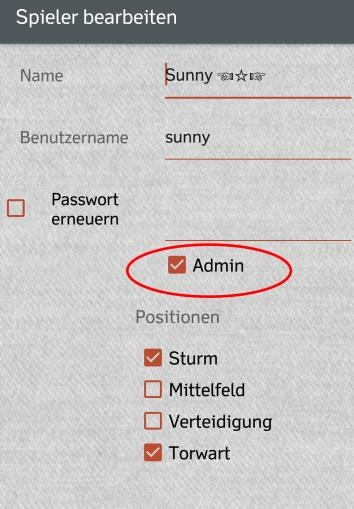 Spieler bearbeiten
Name
Sunny ☜☆☞
Benutzername
sunny
Passwort
erneuern
Admin
Positionen
Sturm
Mittelfeld
Verteidigung
Torwart